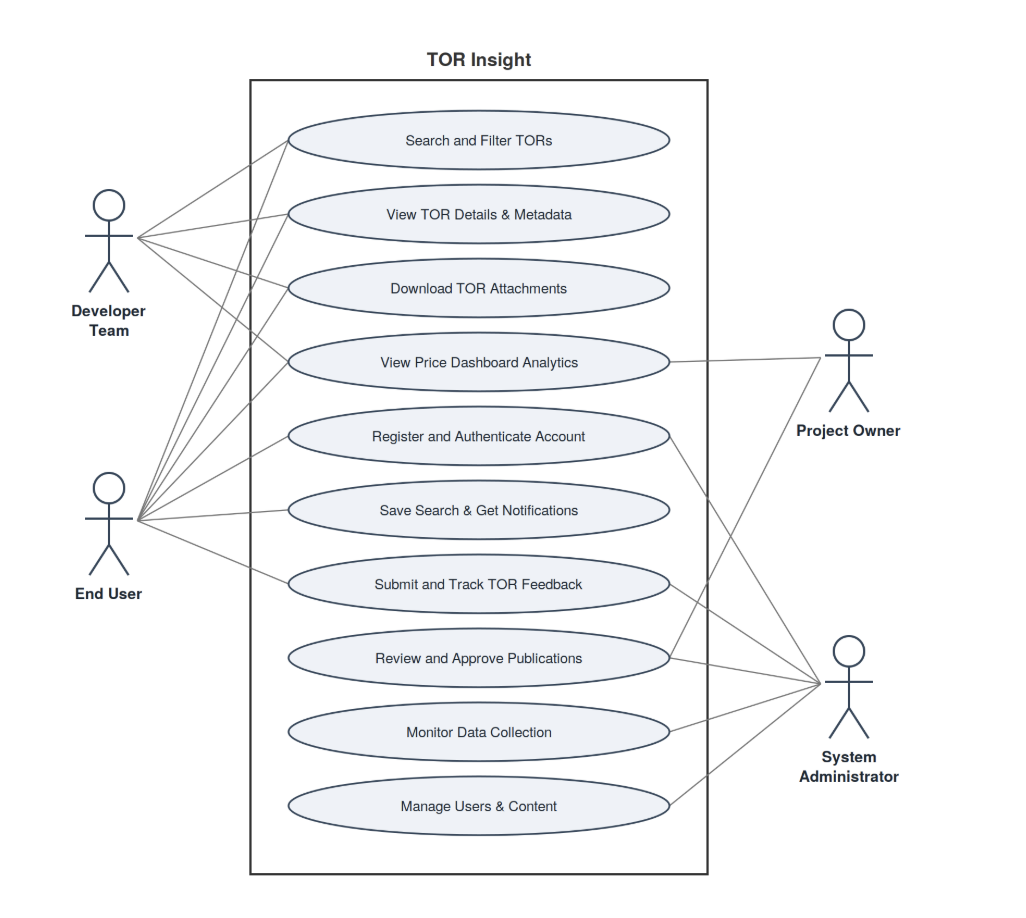 TOR Insight
Search and Filter TORs
View TOR Details & Metadata
Download TOR Attachments
View Price Dashboard Analytics
Register and Authenticate Account
Save Search & Get Notifications
Submit and Track TOR Feedback
Review and Approve Publications
Monitor Data Collection
Manage Users & Content
Developer
Team
End User
Project Owner
System
Administrator